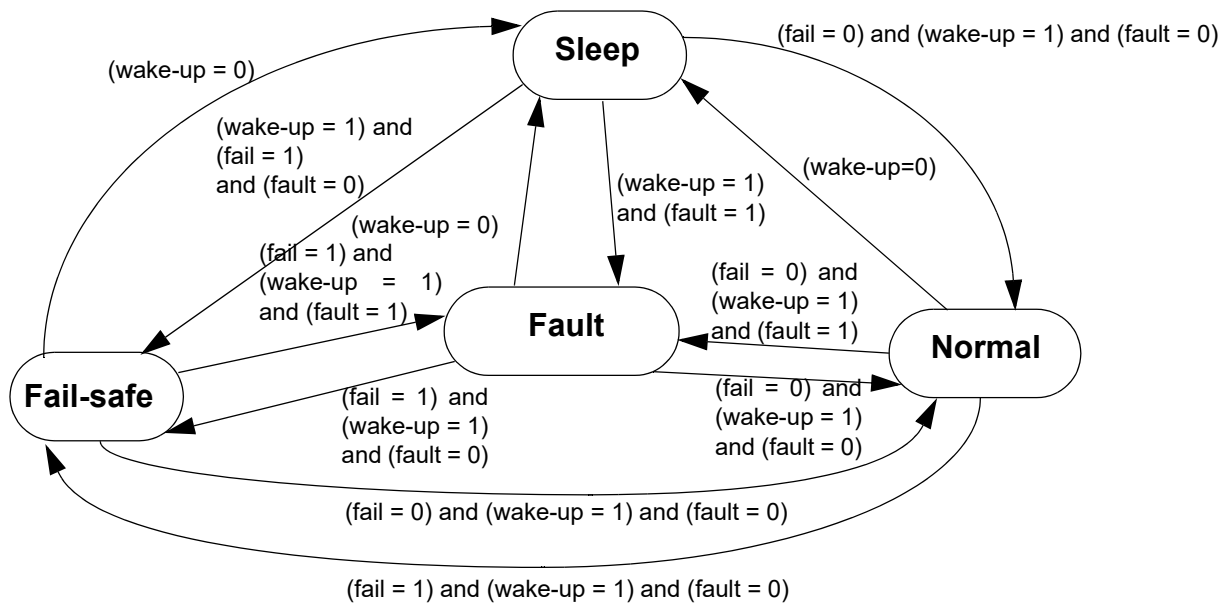 Sleep
(fail = 0) and (wake-up = 1) and (fault = 0)
(wake-up = 0)
(wake-up = 1) and
(fail = 1)
and (fault = 0)
(wake-up = 1)
and (fault = 1)
(wake-up=0)
(wake-up = 0)
(fail = 1) and
(wake-up = 1)
and (fault = 1)
(fail = 0) and
(wake-up = 1)
and (fault = 1)
Fault
Normal
Fail-safe
(fail = 1) and
(wake-up = 1)
and (fault = 0)
(fail = 0) and
(wake-up = 1)
and (fault = 0)
(fail = 0) and (wake-up = 1) and (fault = 0)
(fail = 1) and (wake-up = 1) and (fault = 0)